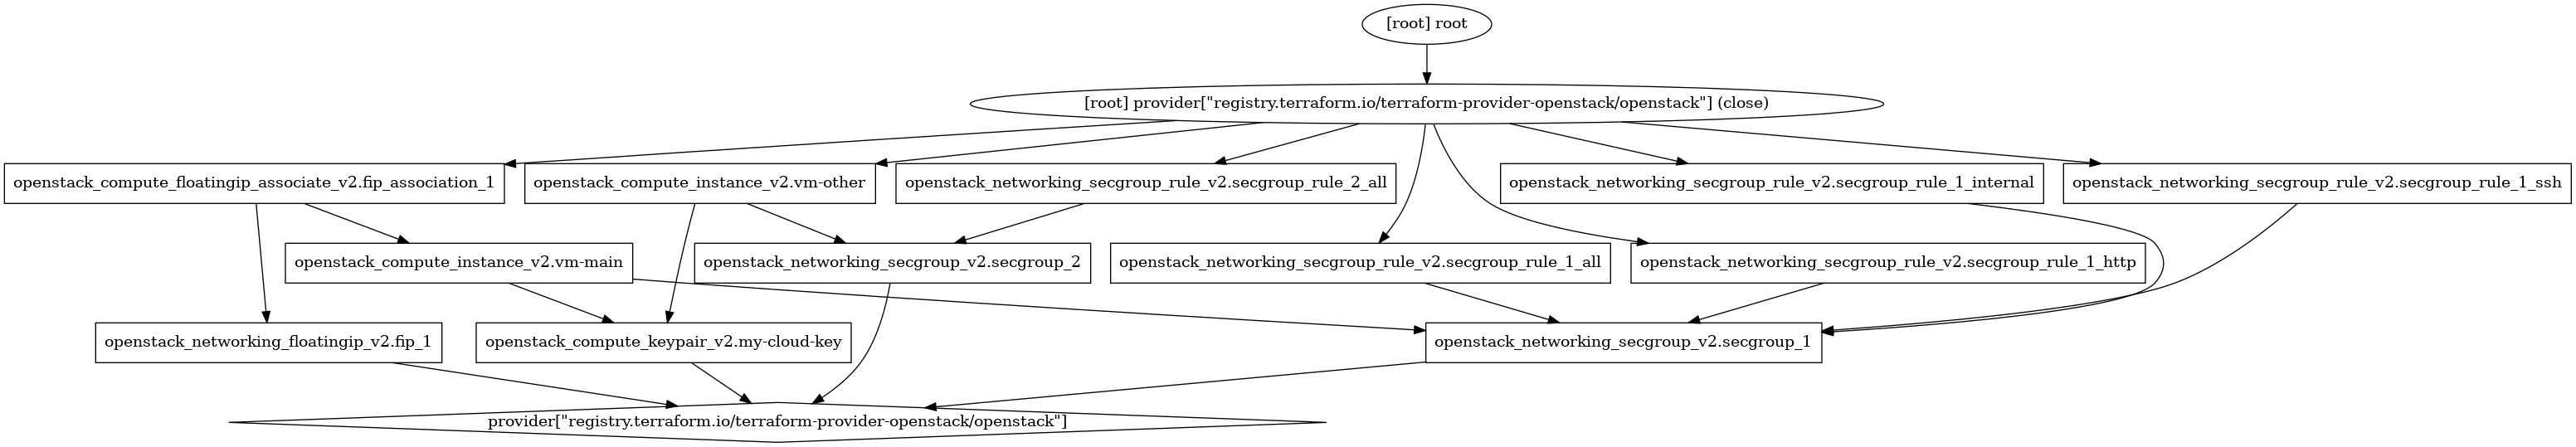 [root] root
[root] provider["registry.terraform.io/terraform-provider-openstack/openstack"] (close)
openstack_compute_floatingip_associate_v2.fip_association_1
openstack_compute_instance_v2.vm-other
openstack_networking_secgroup_rule_v2.secgroup_rule_2_all
openstack_networking_secgroup_rule_v2.secgroup_rule_1_internal
openstack_networking_secgroup_rule_v2.secgroup_rule_1_ssh
openstack_compute_instance_v2.vm-main
openstack_networking_secgroup_v2.secgroup_2
openstack_networking_secgroup_rule_v2.secgroup_rule_1_all
openstack_networking_secgroup_rule_v2.secgroup_rule_1_http
openstack_networking_floatingip_v2.fip_1
openstack_compute_keypair_v2.my-cloud-key
openstack_networking_secgroup_v2.secgroup_1
provider["registry.terraform.io/terraform-provider-openstack/openstack"]